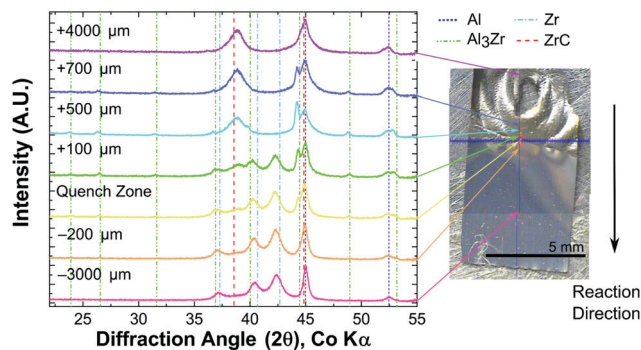 Intensity (A.U.)
+4000 µm
+700 µm
+500 µm
+100 µm
Quench Zone
−200 µm
−3000 µm
25 30 35 40 45 50 55
Diffraction Angle (2θ), Co Kα
Al Zr
Al₃Zr ZrC
5 mm
Reaction
Direction